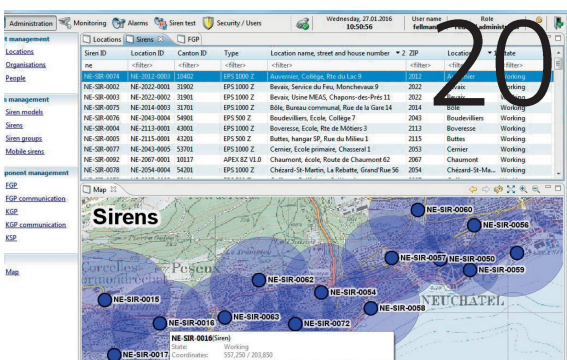 Administration Monitoring Alarms Siren test Security / Users Wednesday, 27.01.2016 User name Role
10:50:56
t management Locations Sirens FGP
Locations
Organisations
People
Siren ID Location ID Canton ID Type Location name, street and house number 2 ZIP State
ne <filter> <filter> <filter> <filter> <filter> <filter>
NE-SIR-0074 NE-2012-0003 10402 EPS 1000 Z Auvernier, Collège, Rte du Lac 9 2012 Working
NE-SIR-0002 NE-2022-0002 31902 EPS 1000 Z Bevaix, Service du Feu, Monchevaux 9 2022 Working
NE-SIR-0003 NE-2022-0002 31901 EPS 1000 Z Bevaix, Usine MEAS, Chapons-des-Prés 11 2022 Bevaix Working
NE-SIR-0005 NE-2014-0003 31701 EPS 1000 Z Bôle, Bureau communal, Rue de la Gare 14 2014 Bôle Working
NE-SIR-0076 NE-2043-0004 54901 EPS 500 Z Boudevilliers, Ecole, Collège 7 2043 Boudevilliers Working
NE-SIR-0004 NE-2113-0001 43001 EPS 1000 Z Boveresse, Ecole, Rte de Môtiers 3 2113 Boveresse Working
NE-SIR-0005 NE-2115-0001 43201 EPS 1000 Z Buttes, hangar SP, Rue du Milieu 1 2115 Buttes Working
NE-SIR-0077 NE-2043-0005 53701 EPS 1000 Z Cernier, Ecole primaire, Chasseral 1 2053 Cernier Working
NE-SIR-0092 NE-2067-0001 10117 APEX 8Z V1.0 Chaumont, école, Route de Chaumont 62 2067 Chaumont Working
NE-SIR-0078 NE-2054-0004 54201 EPS 1000 Z Chézard-St-Martin, La Rebatte, Grand'Rue 56 2054 Chézard-St-Ma... Working
20
n management
Siren models
Sirens
Siren groups
Mobile sirens
ponent management
FGP
FGP communication
KGP
KGP communication
KSP
Map
Map
Sirens
NE-SIR-0060
NE-SIR-0056
NE-SIR-0057 NE-SIR-0050
NE-SIR-0059
Peseux
NE-SIR-0062
NE-SIR-0054
NE-SIR-0015
NE-SIR-0058
NEUCHÂTEL
NE-SIR-0016 NE-SIR-0063
NE-SIR-0072
NE-SIR-0017
NE-SIR-0016(Siren)
State: Working
Coordinates: 557,250 / 203,850